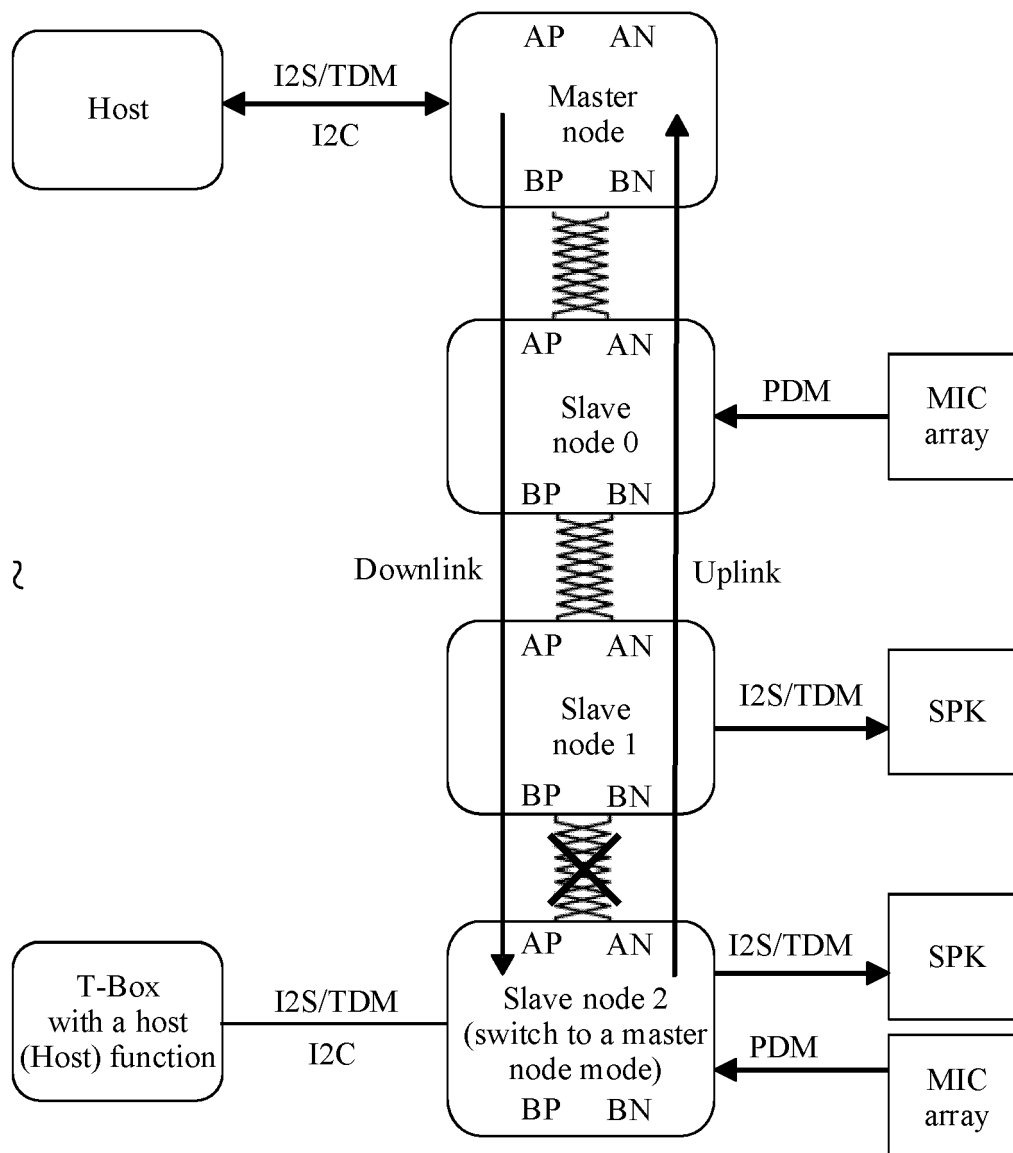 AP AN
Host
I2S/TDM
I2C
Master
node
BP BN
AP AN
Slave
node 0
PDM
MIC
array
BP BN
Downlink
Uplink
AP AN
Slave
node 1
I2S/TDM
SPK
BP BN
AP AN
I2S/TDM
SPK
T-Box
with a host
(Host) function
I2S/TDM
I2C
Slave node 2
(switch to a master
node mode)
PDM
MIC
array
BP BN